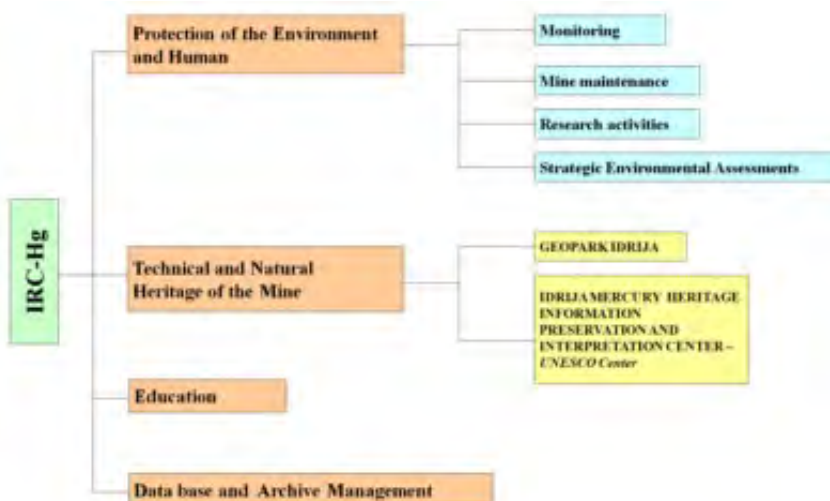 IRC-Hg
Protection of the Environment
and Human
Monitoring
Mine maintenance
Research activities
Strategic Environmental Assessments
Technical and Natural
Heritage of the Mine
GEOPARK IDRIJA
IDRIJA MERCURY HERITAGE
INFORMATION
PRESERVATION AND
INTERPRETATION CENTER –
UNESCO Center
Education
Data base and Archive Management